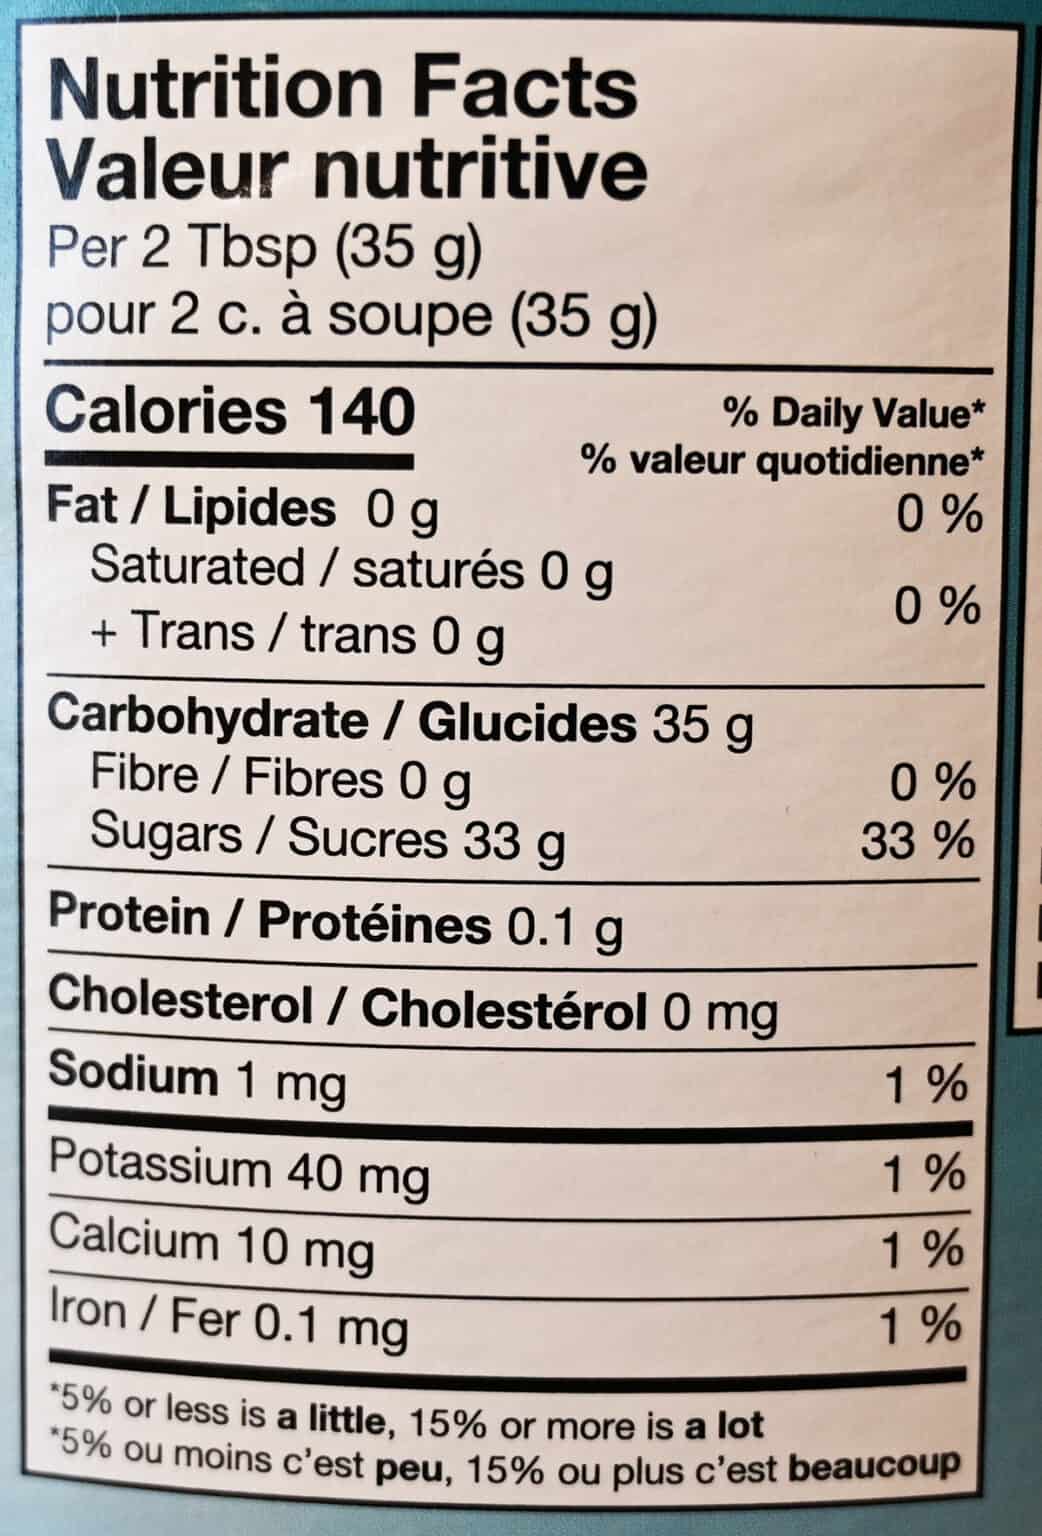 Nutrition Facts
Valeur nutritive
Per 2 Tbsp (35 g)
pour 2 c. à soupe (35 g)
Calories 140
% Daily Value*
% valeur quotidienne*
Fat / Lipides 0 g 0 %
Saturated / saturés 0 g
+ Trans / trans 0 g 0 %
Carbohydrate / Glucides 35 g
Fibre / Fibres 0 g 0 %
Sugars / Sucres 33 g 33 %
Protein / Protéines 0.1 g
Cholesterol / Cholestérol 0 mg
Sodium 1 mg 1 %
Potassium 40 mg 1 %
Calcium 10 mg 1 %
Iron / Fer 0.1 mg 1 %
*5% or less is a little, 15% or more is a lot
*5% ou moins c'est peu, 15% ou plus c'est beaucoup